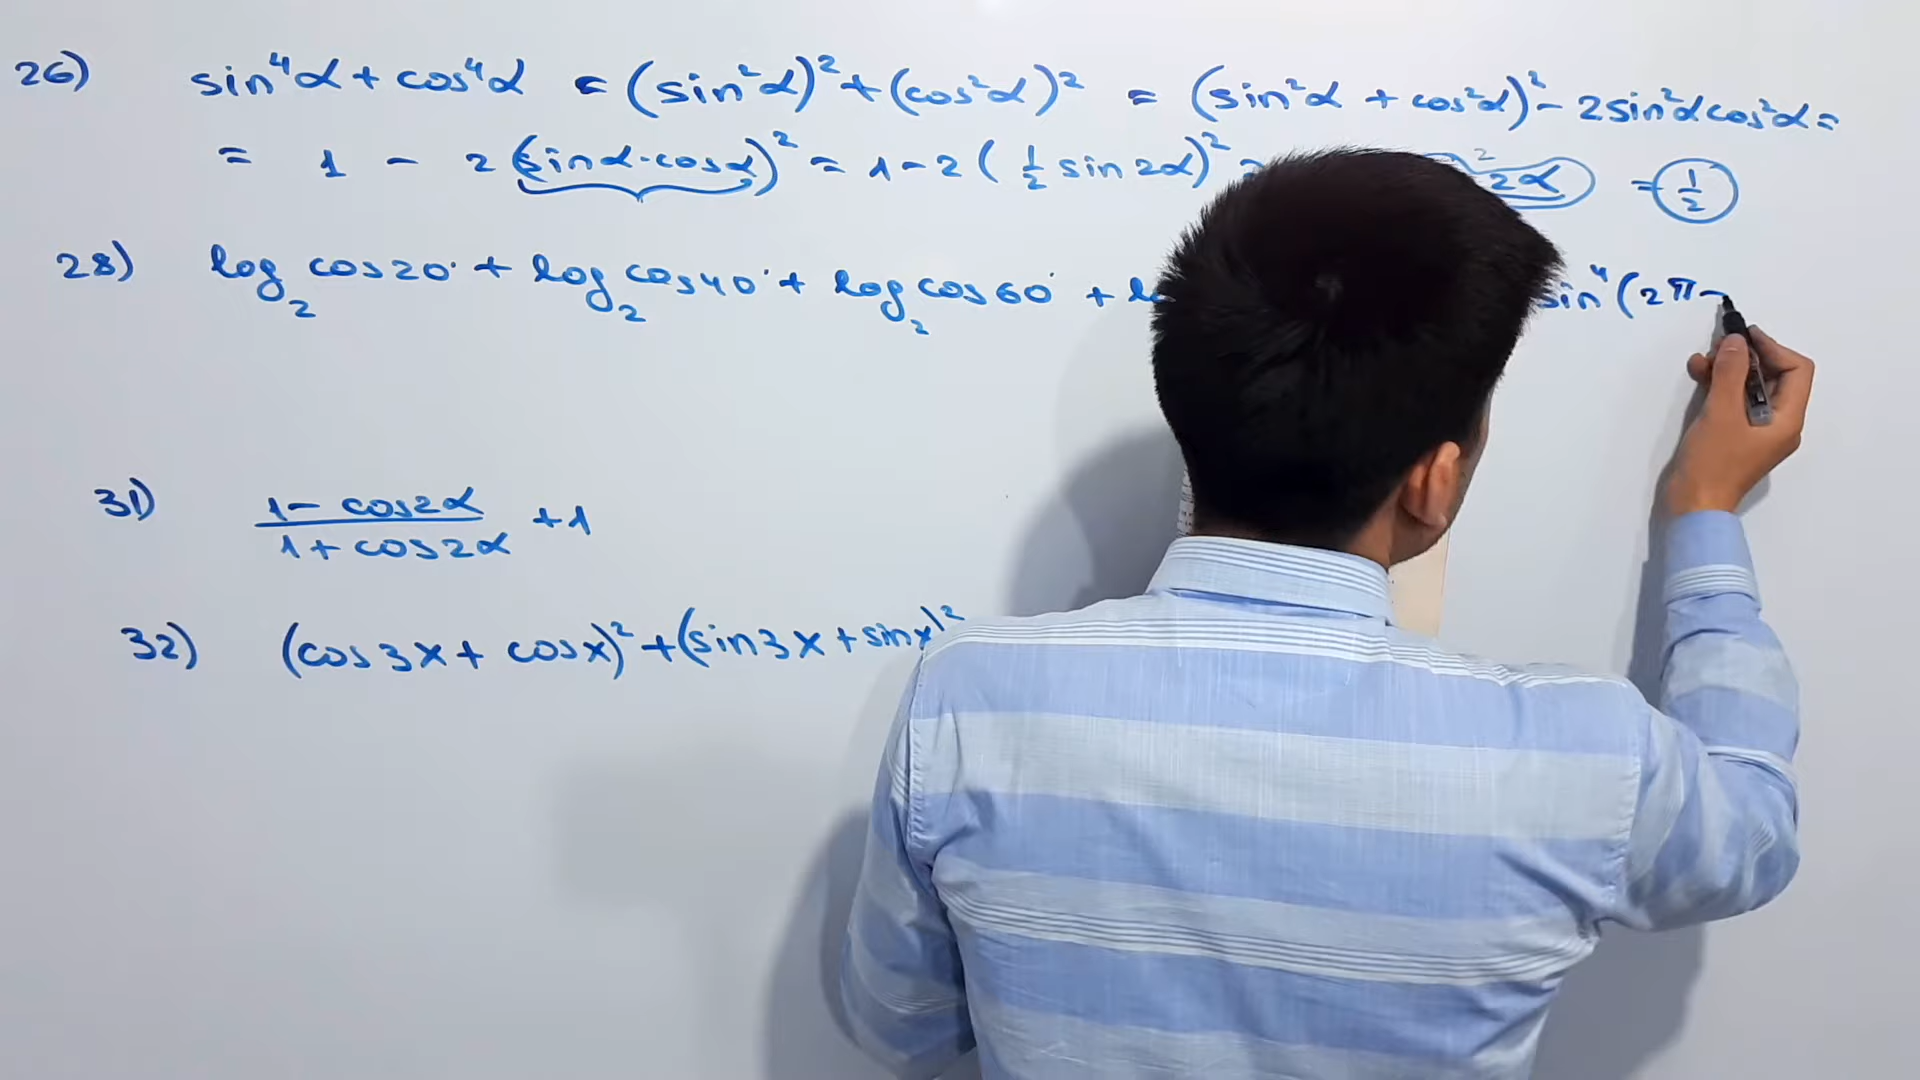 26) sin⁴α + cos⁴α = (sin²α)² + (cos²α)² = (sin²α + cos²α)² - 2sin²αcos²α =
= 1 - 2(sinα·cosα)² = 1 - 2(1/2 sin2α)² 2α = 1/2
28) log₂ cos20° + log₂ cos40° + log₂ cos60° + sin⁴(2π-
31) (1 - cos2α)/(1 + cos2α) + 1
32) (cos3x + cosx)² + (sin3x + sinx)²